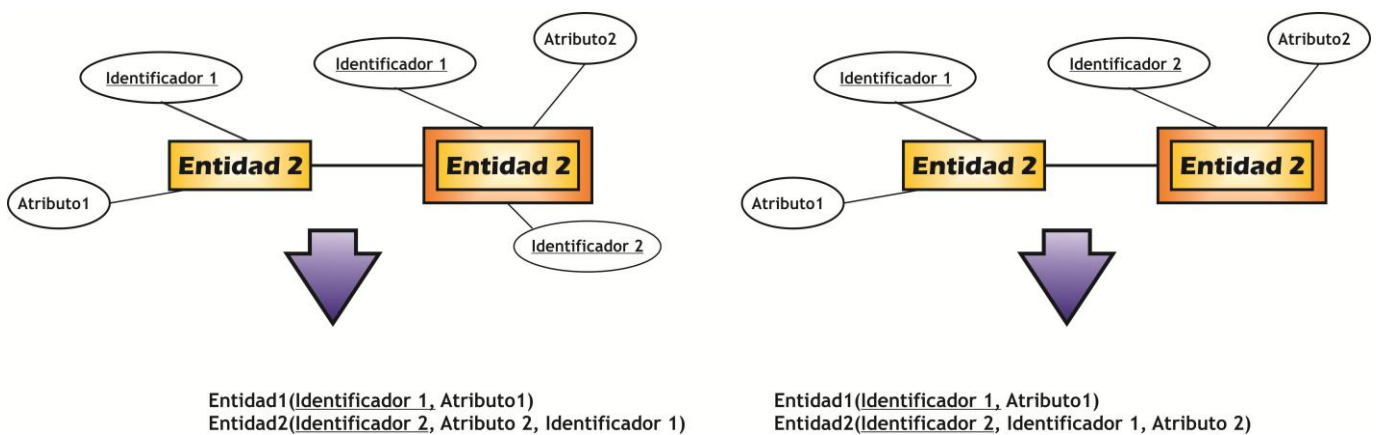 Atributo2
Identificador 1
Identificador 1
Entidad 2
Entidad 2
Atributo1
Identificador 2
Entidad1(Identificador 1, Atributo1)
Entidad2(Identificador 2, Atributo 2, Identificador 1)
Atributo2
Identificador 1
Identificador 2
Entidad 2
Entidad 2
Atributo1
Entidad1(Identificador 1, Atributo1)
Entidad2(Identificador 2, Identificador 1, Atributo 2)